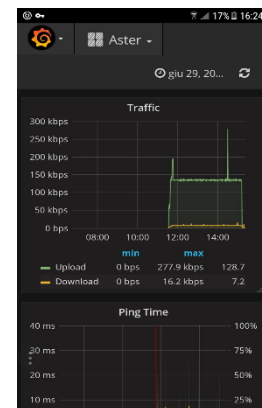 17% 16:24
Aster
giu 29, 20...
Traffic
300 kbps
250 kbps
200 kbps
150 kbps
100 kbps
50 kbps
0 bps
08:00 10:00 12:00 14:00
min max
Upload 0 bps 277.9 kbps 128.7
Download 0 bps 16.2 kbps 7.2
Ping Time
40 ms 100%
30 ms 75%
20 ms 50%
10 ms 25%